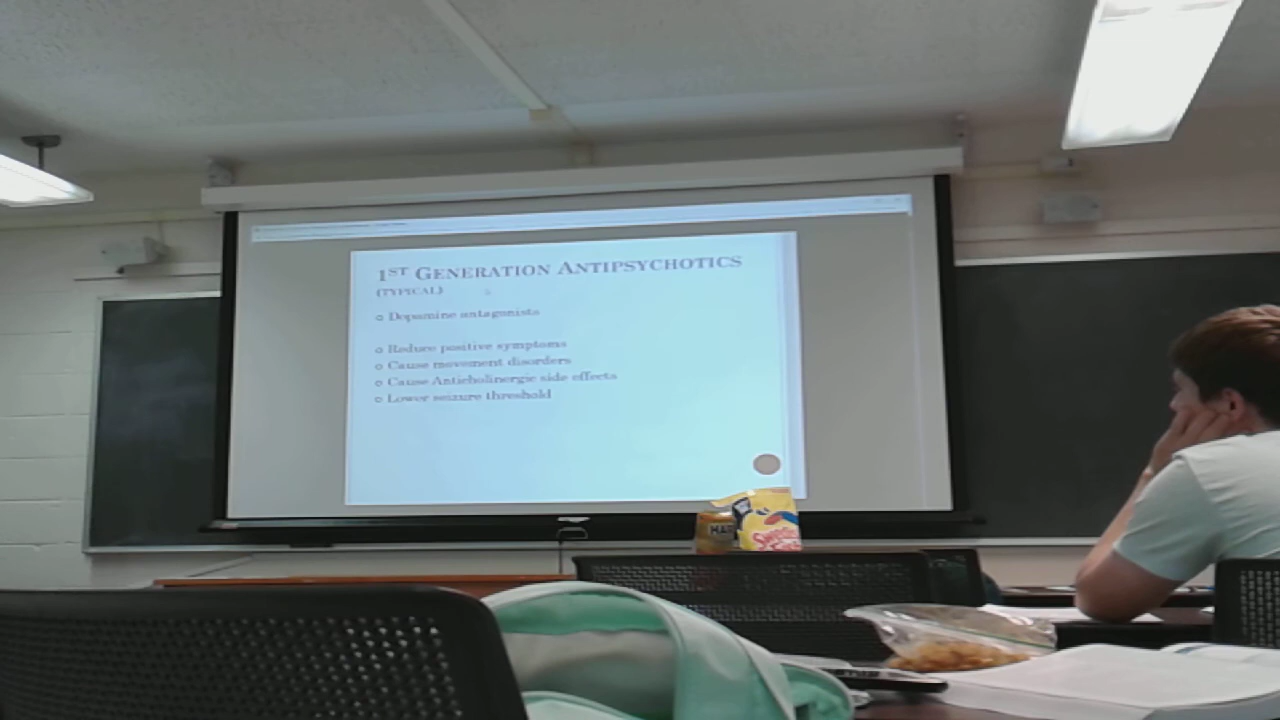 1ST GENERATION ANTIPSYCHOTICS
(TYPICAL)
Dopamine antagonists
Reduce positive symptoms
Cause movement disorders
Cause Anticholinergic side effects
Lower seizure threshold